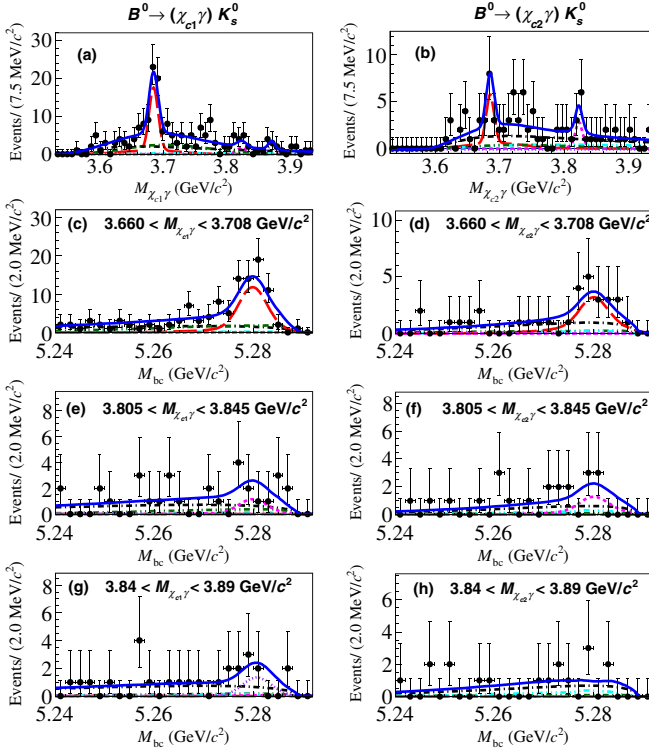 B⁰→ (χc1γ) K⁰s
B⁰→ (χc2γ) K⁰s
(a)
Events/ (7.5 MeV/c²)
30
20
10
0
3.6
3.7
3.8
3.9
Mχc1γ (GeV/c²)
(b)
Events/ (7.5 MeV/c²)
10
5
0
3.6
3.7
3.8
3.9
Mχc2γ (GeV/c²)
(c) 3.660 < Mχc1γ < 3.708 GeV/c²
Events/ (2.0 MeV/c²)
30
20
10
0
5.24
5.26
5.28
Mbc (GeV/c²)
(d) 3.660 < Mχc2γ < 3.708 GeV/c²
Events/ (2.0 MeV/c²)
10
5
0
5.24
5.26
5.28
Mbc (GeV/c²)
(e) 3.805 < Mχc1γ < 3.845 GeV/c²
Events/ (2.0 MeV/c²)
8
6
4
2
0
5.24
5.26
5.28
Mbc (GeV/c²)
(f) 3.805 < Mχc2γ < 3.845 GeV/c²
Events/ (2.0 MeV/c²)
8
6
4
2
0
5.24
5.26
5.28
Mbc (GeV/c²)
(g) 3.84 < Mχc1γ < 3.89 GeV/c²
Events/ (2.0 MeV/c²)
8
6
4
2
0
5.24
5.26
5.28
Mbc (GeV/c²)
(h) 3.84 < Mχc2γ < 3.89 GeV/c²
Events/ (2.0 MeV/c²)
8
6
4
2
0
5.24
5.26
5.28
Mbc (GeV/c²)